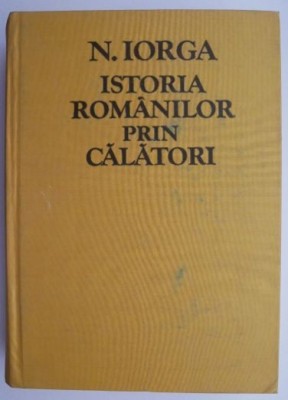 N. IORGA
ISTORIA
ROMÂNILOR
PRIN
CĂLĂTORI